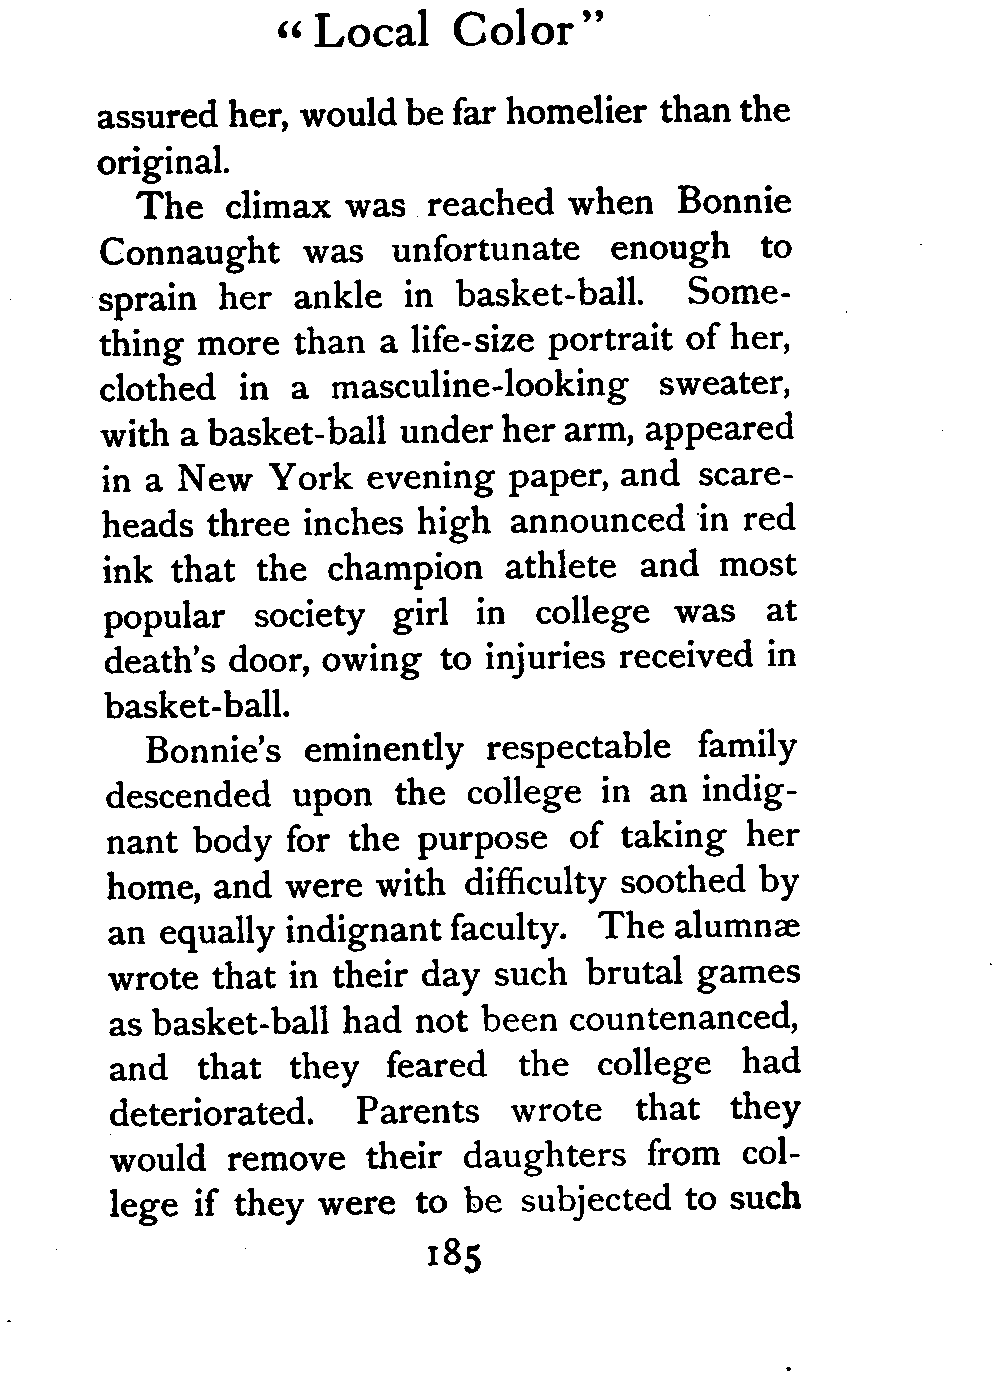 “Local Color”
assured her, would be far homelier than the
original.
The climax was reached when Bonnie
Connaught was unfortunate enough to
sprain her ankle in basket-ball. Some-
thing more than a life-size portrait of her,
clothed in a masculine-looking sweater,
with a basket-ball under her arm, appeared
in a New York evening paper, and scare-
heads three inches high announced in red
ink that the champion athlete and most
popular society girl in college was at
death's door, owing to injuries received in
basket-ball.
Bonnie's eminently respectable family
descended upon the college in an indig-
nant body for the purpose of taking her
home, and were with difficulty soothed by
an equally indignant faculty. The alumnæ
wrote that in their day such brutal games
as basket-ball had not been countenanced,
and that they feared the college had
deteriorated. Parents wrote that they
would remove their daughters from col-
lege if they were to be subjected to such
185